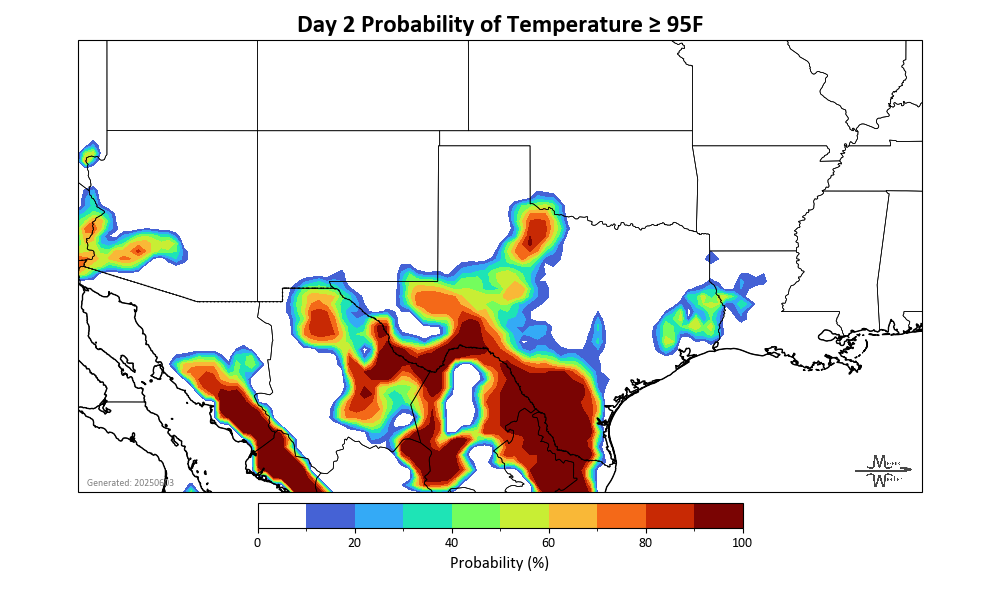 Day 2 Probability of Temperature ≥ 95F
Generated: 20250603
0 20 40 60 80 100
Probability (%)